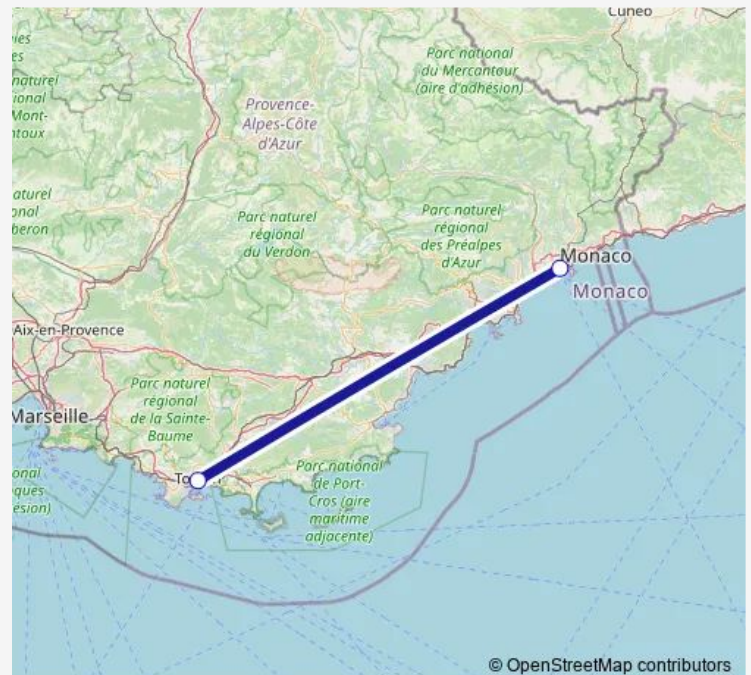 Cuneo
Parc national
du Mercantour
(aire d'adhésion)
Provence-
Alpes-Côte
d'Azur
Parc naturel
régional
du Verdon
Parc naturel
régional
des Préalpes
d'Azur
Monaco
Monaco
Aix-en-Provence
Parc naturel
régional
de la Sainte-
Baume
Marseille
Parc national
de Port-
Cros (aire
maritime
adjacente)
© OpenStreetMap contributors